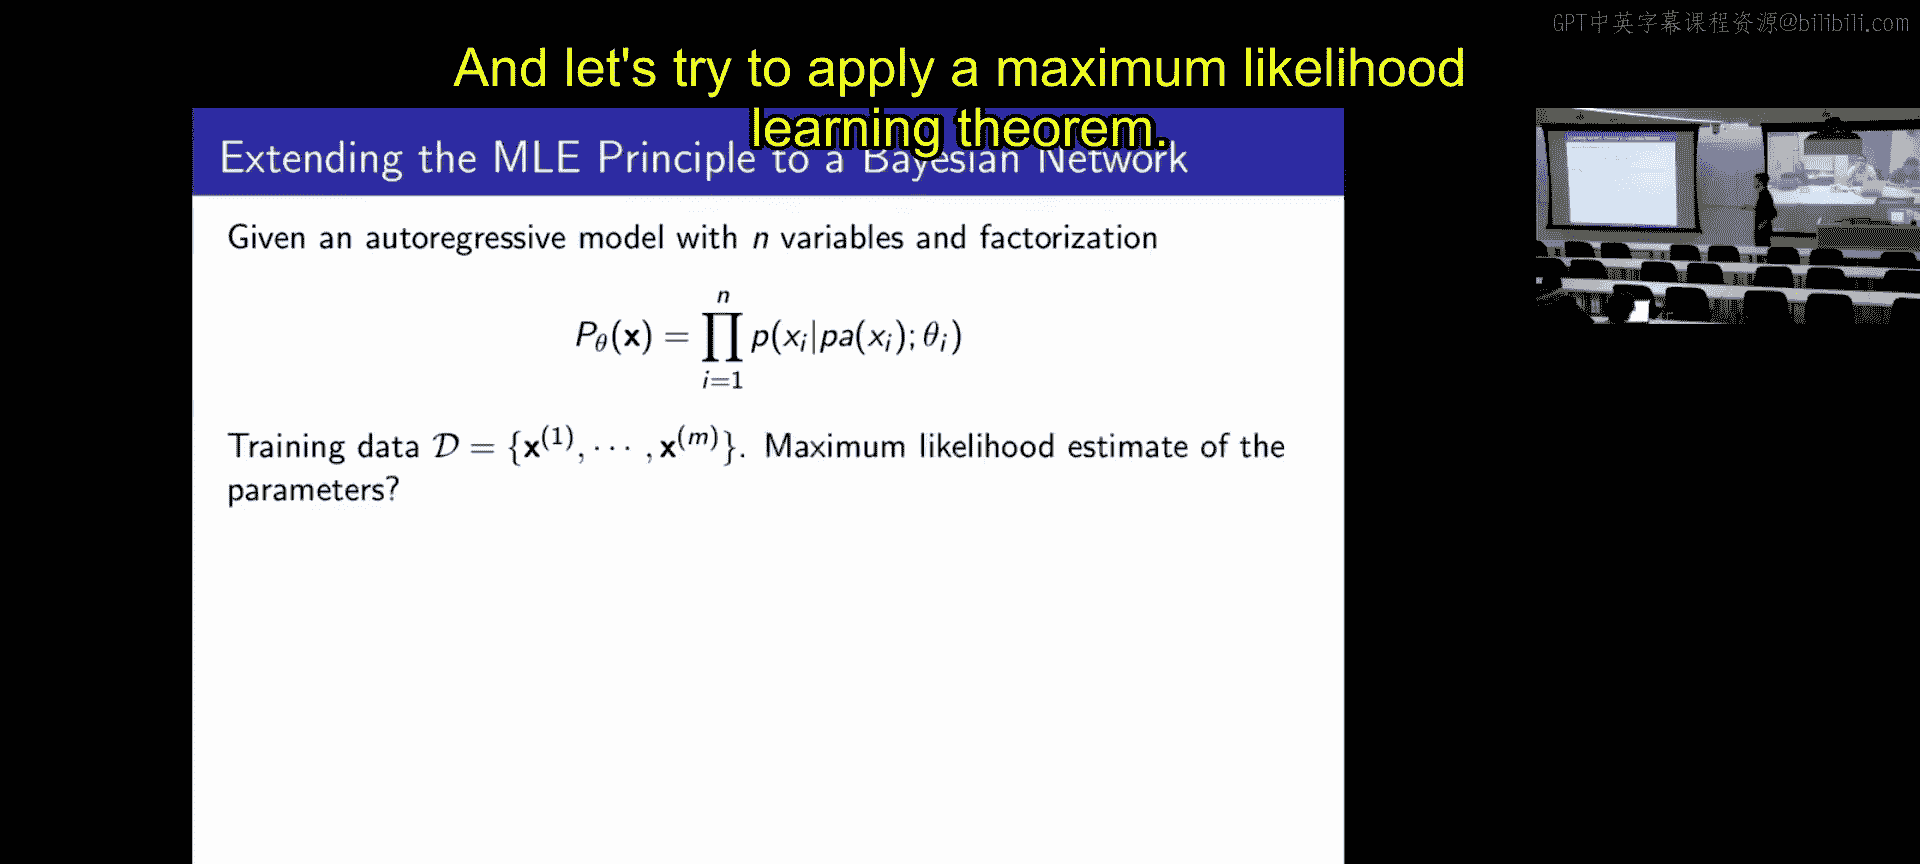 GPT中英字幕课程资源@bilibili.com
And let's try to apply a maximum likelihood
learning theorem.
Extending the MLE Principle to a Bayesian Network
Given an autoregressive model with n variables and factorization
P_θ(𝐱) = ∏_{i=1}^{n} p(x_i|pa(x_i); θ_i)
Training data 𝒟 = {𝐱^(1), ⋯ , 𝐱^(m)}. Maximum likelihood estimate of the
parameters?